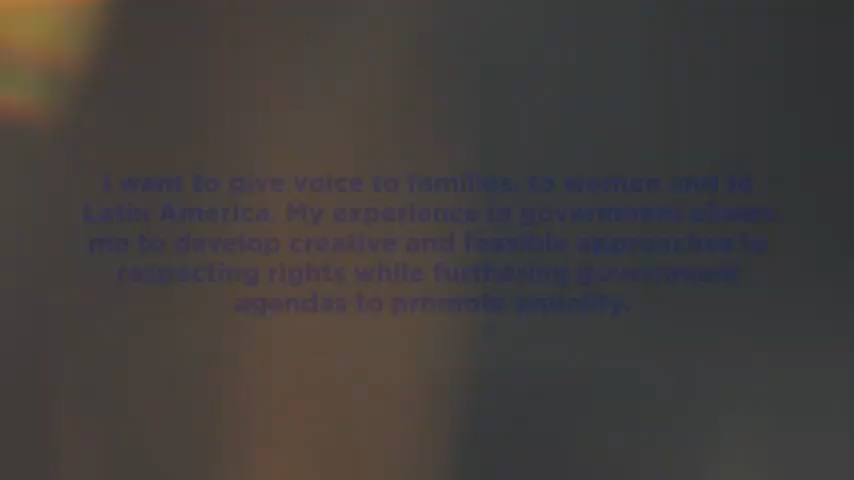 I want to give voice to families, to women and to
Latin America. My experience in government allows
me to develop creative and feasible approaches to
respecting rights while furthering government
agendas to promote equality.